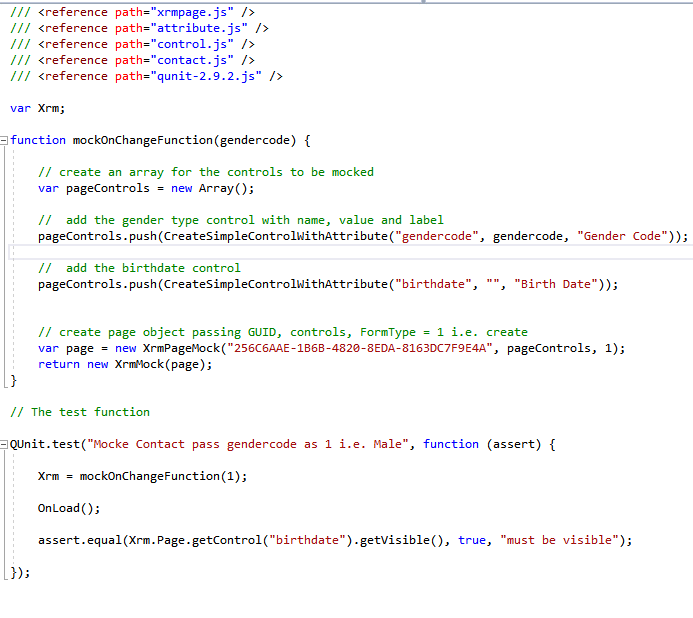 /// <reference path="xrmpage.js" />
/// <reference path="attribute.js" />
/// <reference path="control.js" />
/// <reference path="contact.js" />
/// <reference path="qunit-2.9.2.js" />
var Xrm;
function mockOnChangeFunction(gendercode) {
// create an array for the controls to be mocked
var pageControls = new Array();
//  add the gender type control with name, value and label
pageControls.push(CreateSimpleControlWithAttribute("gendercode", gendercode, "Gender Code"));
//  add the birthdate control
pageControls.push(CreateSimpleControlWithAttribute("birthdate", "", "Birth Date"));
// create page object passing GUID, controls, FormType = 1 i.e. create
var page = new XrmPageMock("256C6AAE-1B6B-4820-8EDA-8163DC7F9E4A", pageControls, 1);
return new XrmMock(page);
}
// The test function
QUnit.test("Mocke Contact pass gendercode as 1 i.e. Male", function (assert) {
Xrm = mockOnChangeFunction(1);
OnLoad();
assert.equal(Xrm.Page.getControl("birthdate").getVisible(), true, "must be visible");
});